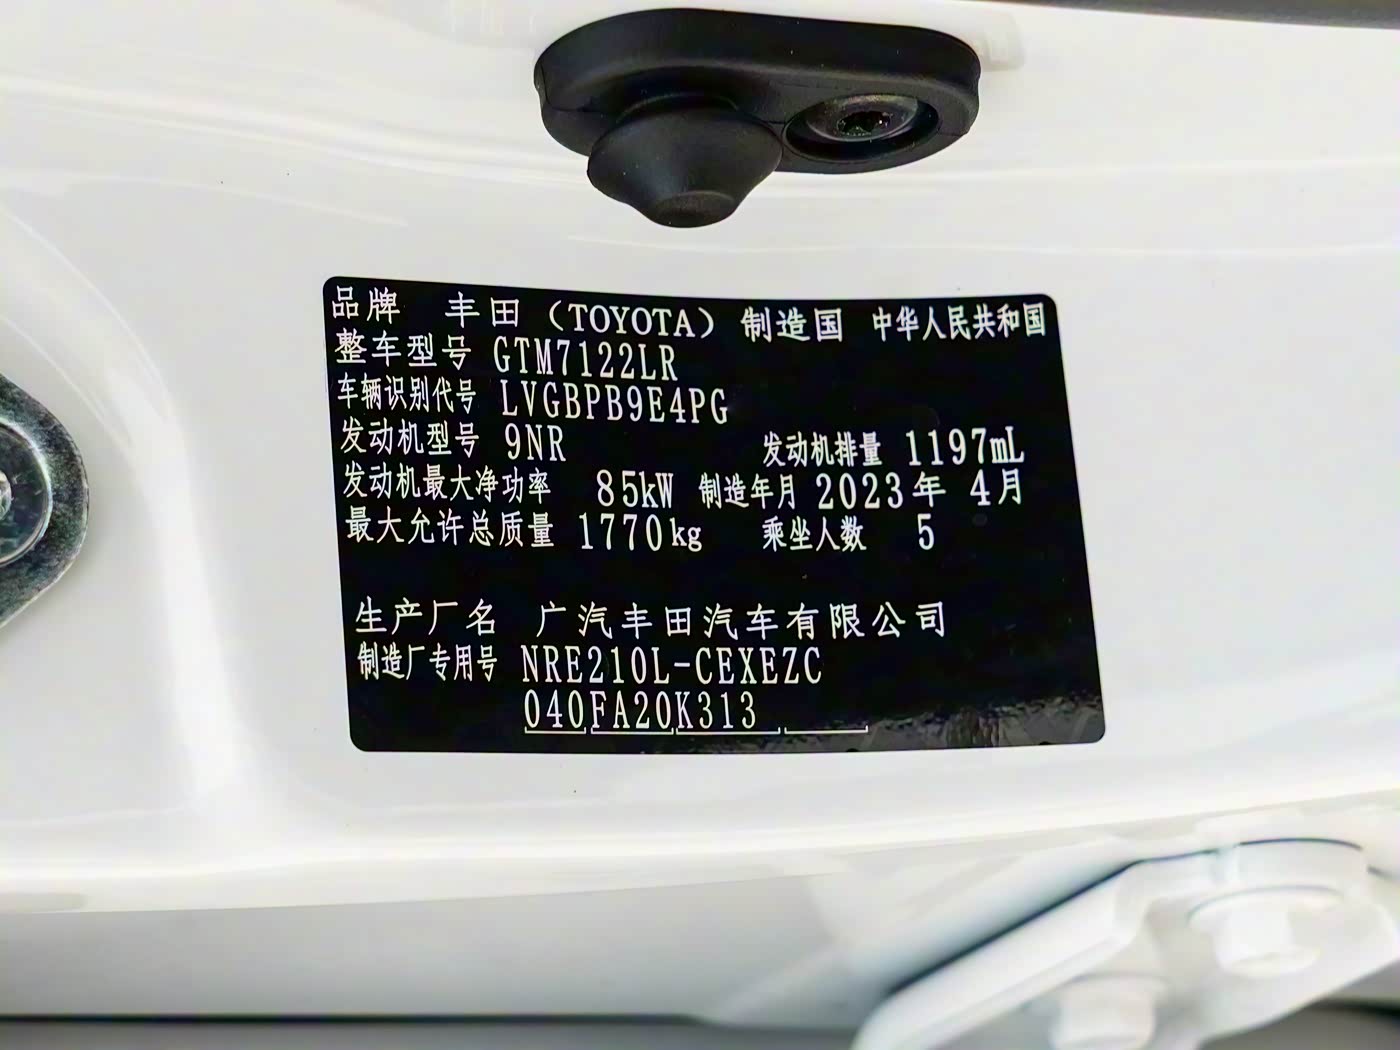 品牌 丰田（TOYOTA） 制造国 中华人民共和国
整车型号 GTM7122LR
车辆识别代号 LVGBPB9E4PG
发动机型号 9NR 发动机排量 1197mL
发动机最大净功率 85kW 制造年月 2023年 4月
最大允许总质量 1770kg 乘坐人数 5
生产厂名 广汽丰田汽车有限公司
制造厂专用号 NRE210L-CEXEZC
040FA20K313